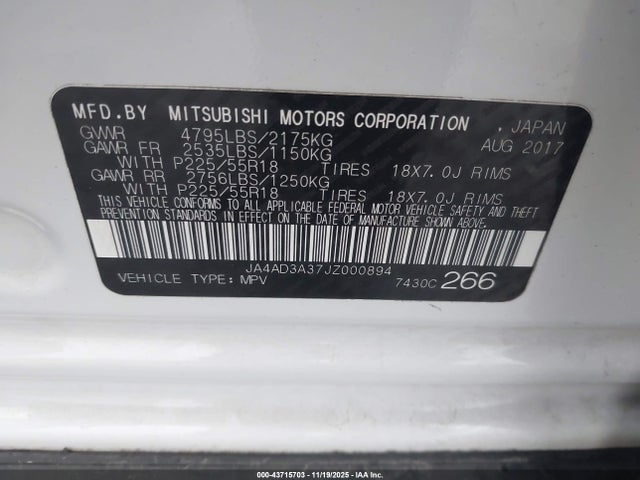 MFD.BY MITSUBISHI MOTORS CORPORATION , JAPAN
GVWR 4795LBS/2175KG AUG 2017
GAWR FR 2535LBS/1150KG
WITH P225/55R18 TIRES 18X7.0J RIMS
GAWR RR 2756LBS/1250KG
WITH P225/55R18 TIRES 18X7.0J RIMS
THIS VEHICLE CONFORMS TO ALL APPLICABLE FEDERAL MOTOR VEHICLE SAFETY AND THEFT
PREVENTION STANDARDS IN EFFECT ON THE DATE OF MANUFACTURE SHOWN ABOVE.
JA4AD3A37JZ000894
VEHICLE TYPE: MPV 7430C 266
000-43715703 - 11/19/2025 - IAAInc.